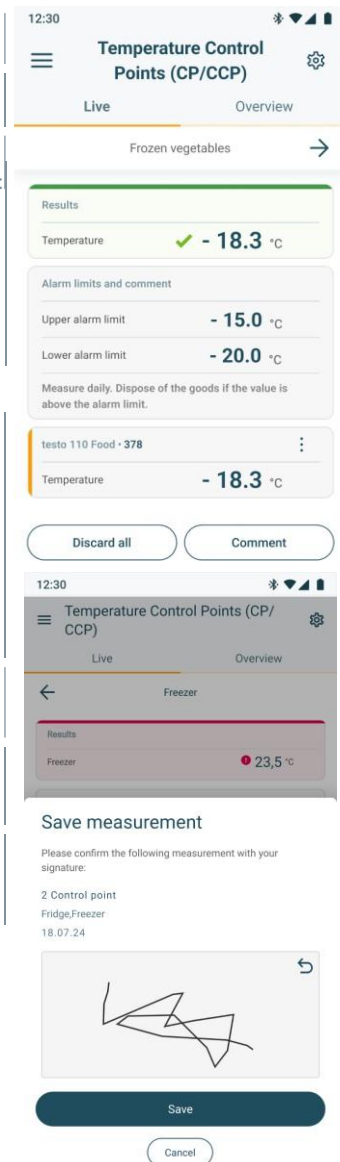 12:30
Temperature Control
Points (CP/CCP)
Live Overview
Frozen vegetables
Results
Temperature - 18.3 °C
Alarm limits and comment
Upper alarm limit - 15.0 °C
Lower alarm limit - 20.0 °C
Measure daily. Dispose of the goods if the value is
above the alarm limit.
testo 110 Food • 378
Temperature - 18.3 °C
Discard all Comment
12:30
Temperature Control Points (CP/
CCP)
Live Overview
Freezer
Results
Freezer 23,5 °C
Save measurement
Please confirm the following measurement with your
signature:
2 Control point
Fridge,Freezer
18.07.24
Save
Cancel